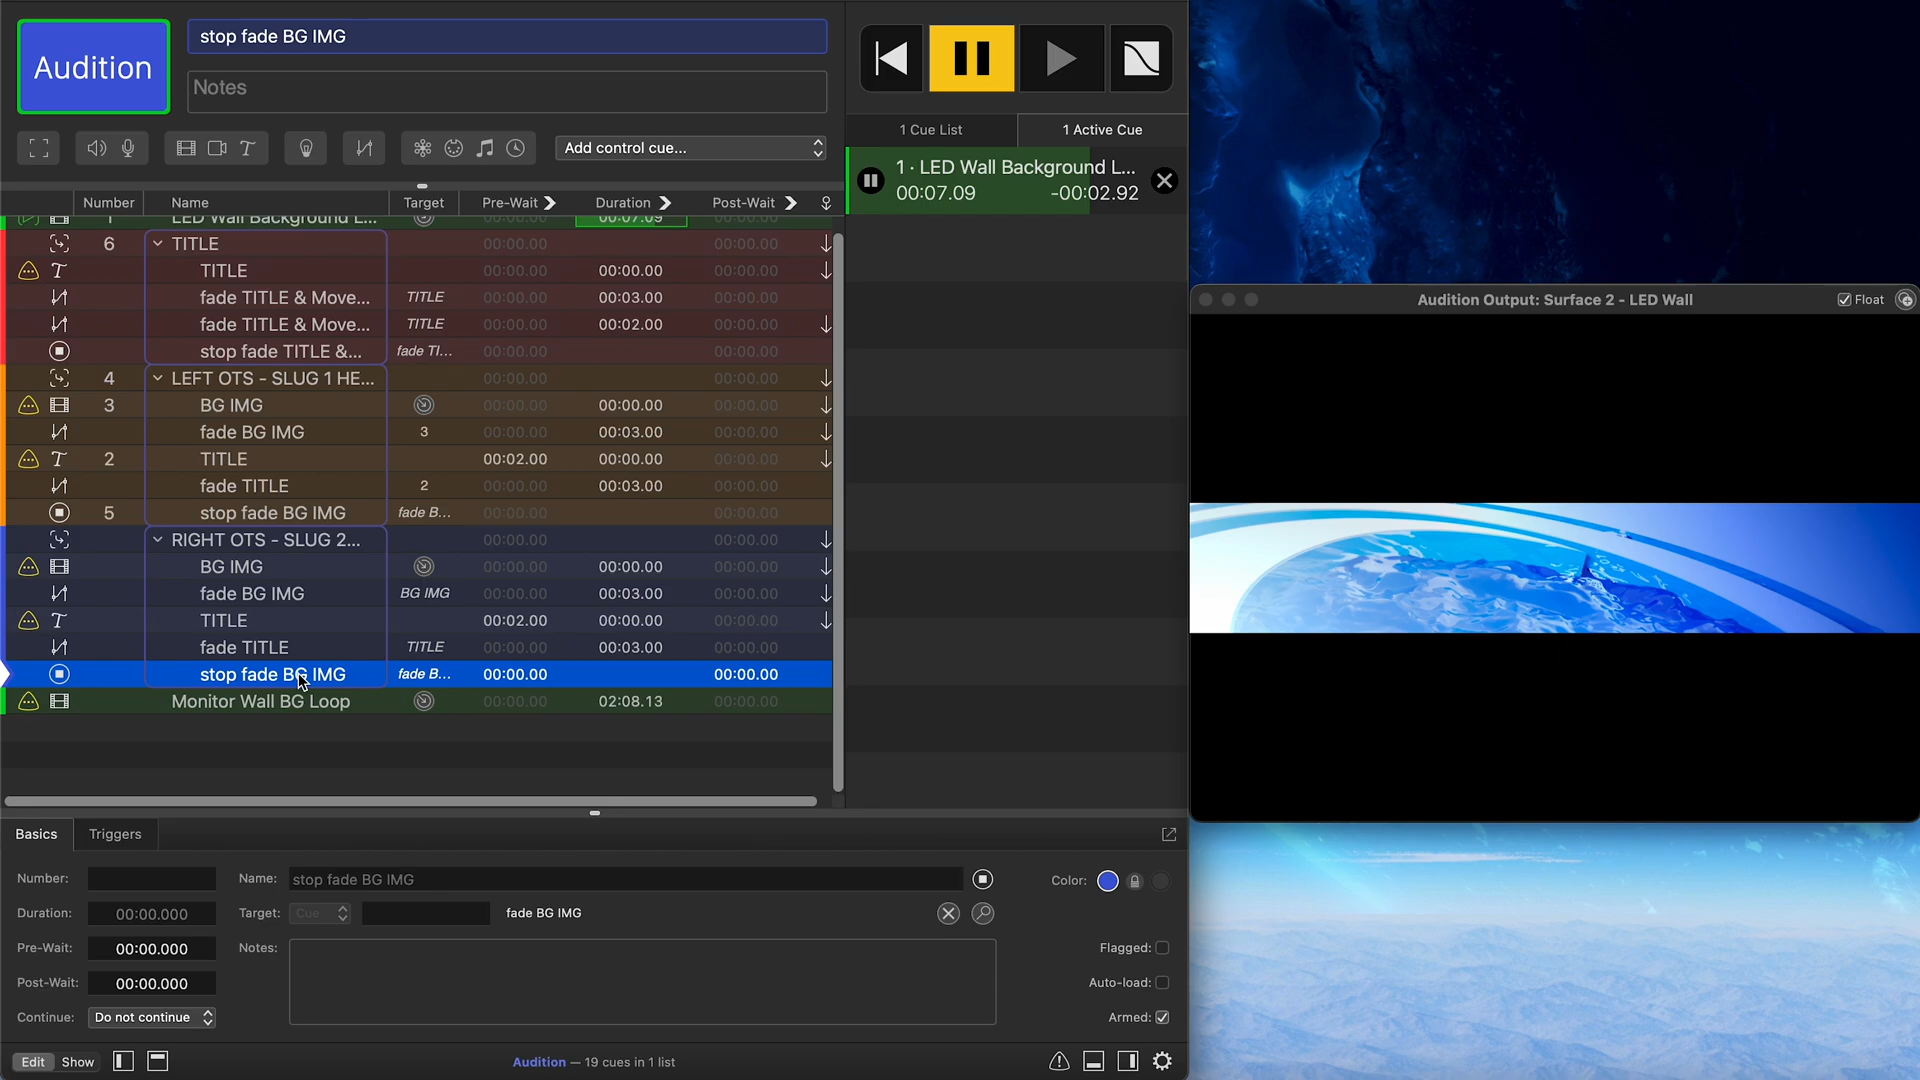 Audition
stop fade BG IMG
Notes
Add control cue...
1 Cue List
1 Active Cue
1 · LED Wall Background L...
00:07.09 -00:02.92
Number Name Target Pre-Wait Duration Post-Wait
1 LED Wall Background L... 00:00.00 00:07.09 00:00.00
6 TITLE 00:00.00 00:00.00
TITLE 00:00.00 00:00.00 00:00.00
fade TITLE & Move... TITLE 00:00.00 00:03.00 00:00.00
fade TITLE & Move... TITLE 00:00.00 00:02.00 00:00.00
stop fade TITLE &... fade TI... 00:00.00 00:00.00
4 LEFT OTS - SLUG 1 HE... 00:00.00 00:00.00
3 BG IMG 00:00.00 00:00.00 00:00.00
fade BG IMG 3 00:00.00 00:03.00 00:00.00
2 TITLE 00:02.00 00:00.00 00:00.00
fade TITLE 2 00:00.00 00:03.00 00:00.00
5 stop fade BG IMG fade B... 00:00.00 00:00.00
RIGHT OTS - SLUG 2... 00:00.00 00:00.00
BG IMG 00:00.00 00:00.00 00:00.00
fade BG IMG BG IMG 00:00.00 00:03.00 00:00.00
TITLE 00:02.00 00:00.00 00:00.00
fade TITLE TITLE 00:00.00 00:03.00 00:00.00
stop fade BG IMG fade B... 00:00.00 00:00.00
Monitor Wall BG Loop 00:00.00 02:08.13 00:00.00
Audition Output: Surface 2 - LED Wall
Float
Basics Triggers
Number: Name: stop fade BG IMG Color:
Duration: 00:00.000 Target: Cue fade BG IMG
Pre-Wait: 00:00.000 Notes: Flagged:
Post-Wait: 00:00.000 Auto-load:
Continue: Do not continue Armed:
Edit Show Audition — 19 cues in 1 list